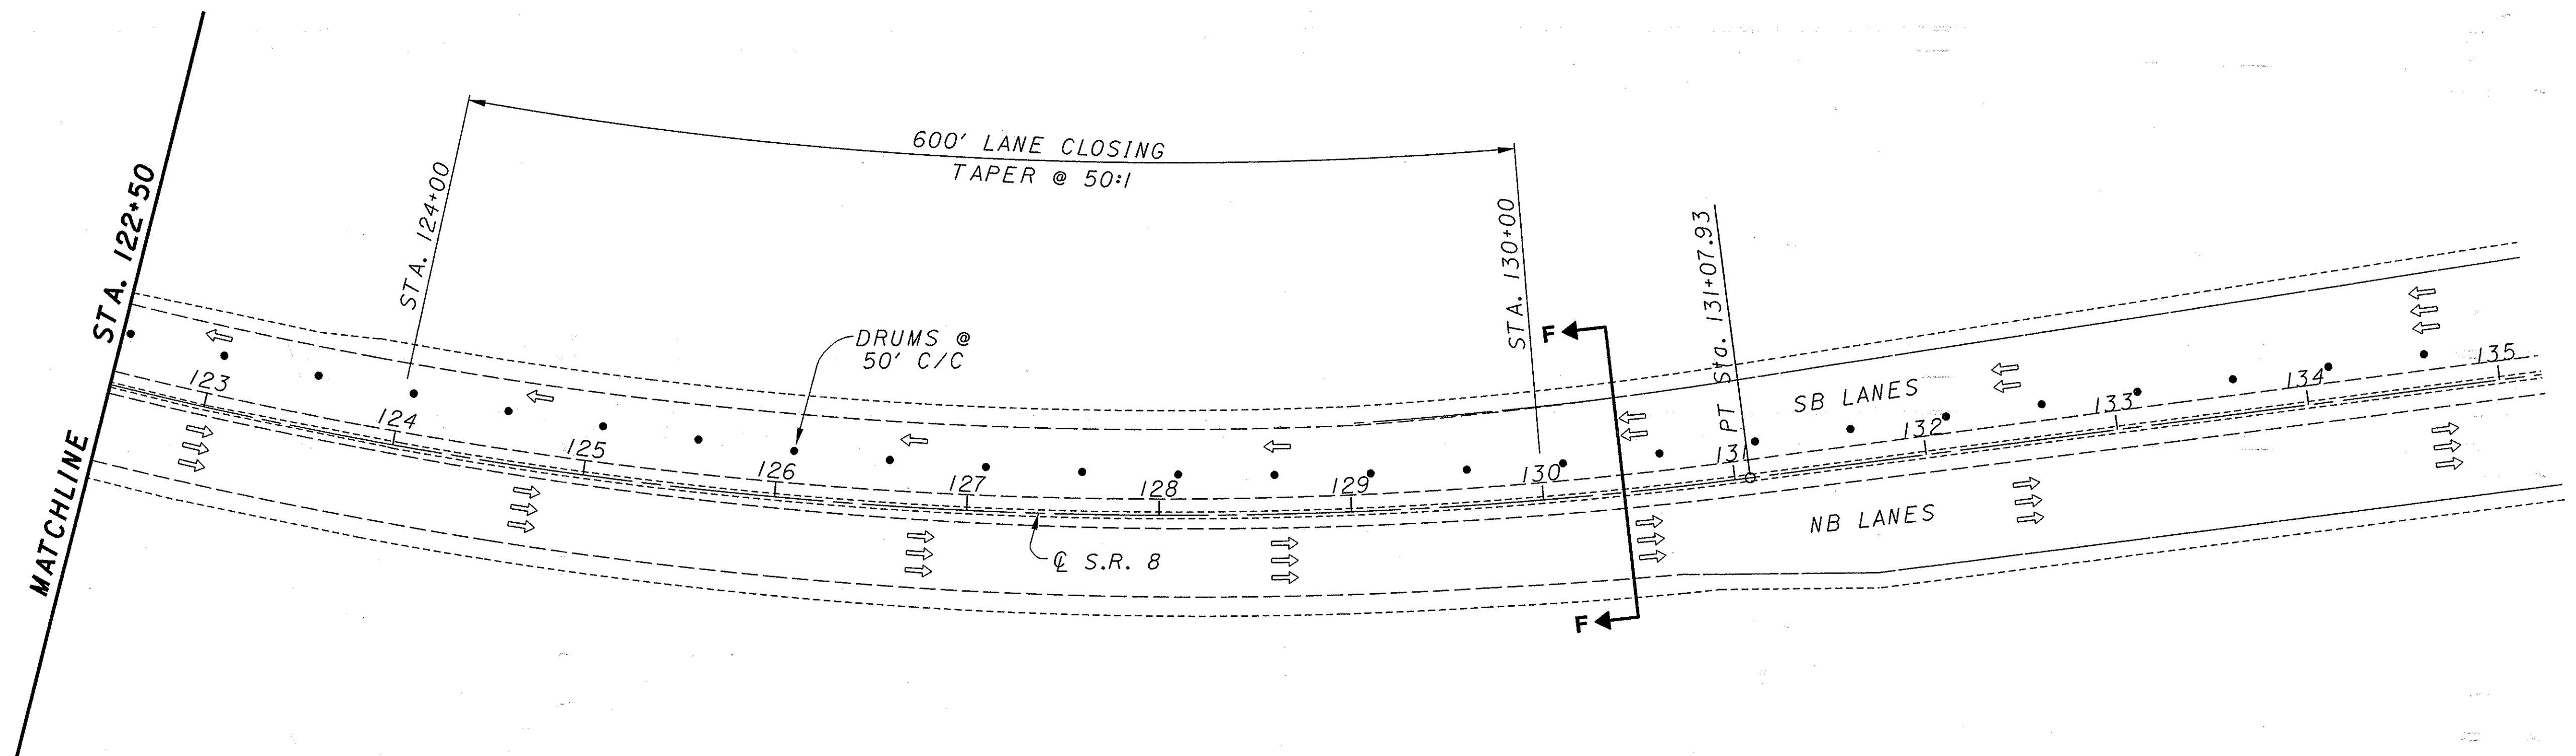 600' LANE CLOSING
TAPER @ 50:1
STA. 122+50
MATCHLINE
STA. 124+00
STA. 130+00
PT Sta. 131+07.93
DRUMS @
50' C/C
F
F
SB LANES
NB LANES
℄ S.R. 8
123
124
125
126
127
128
129
130
131
132
133
134
135